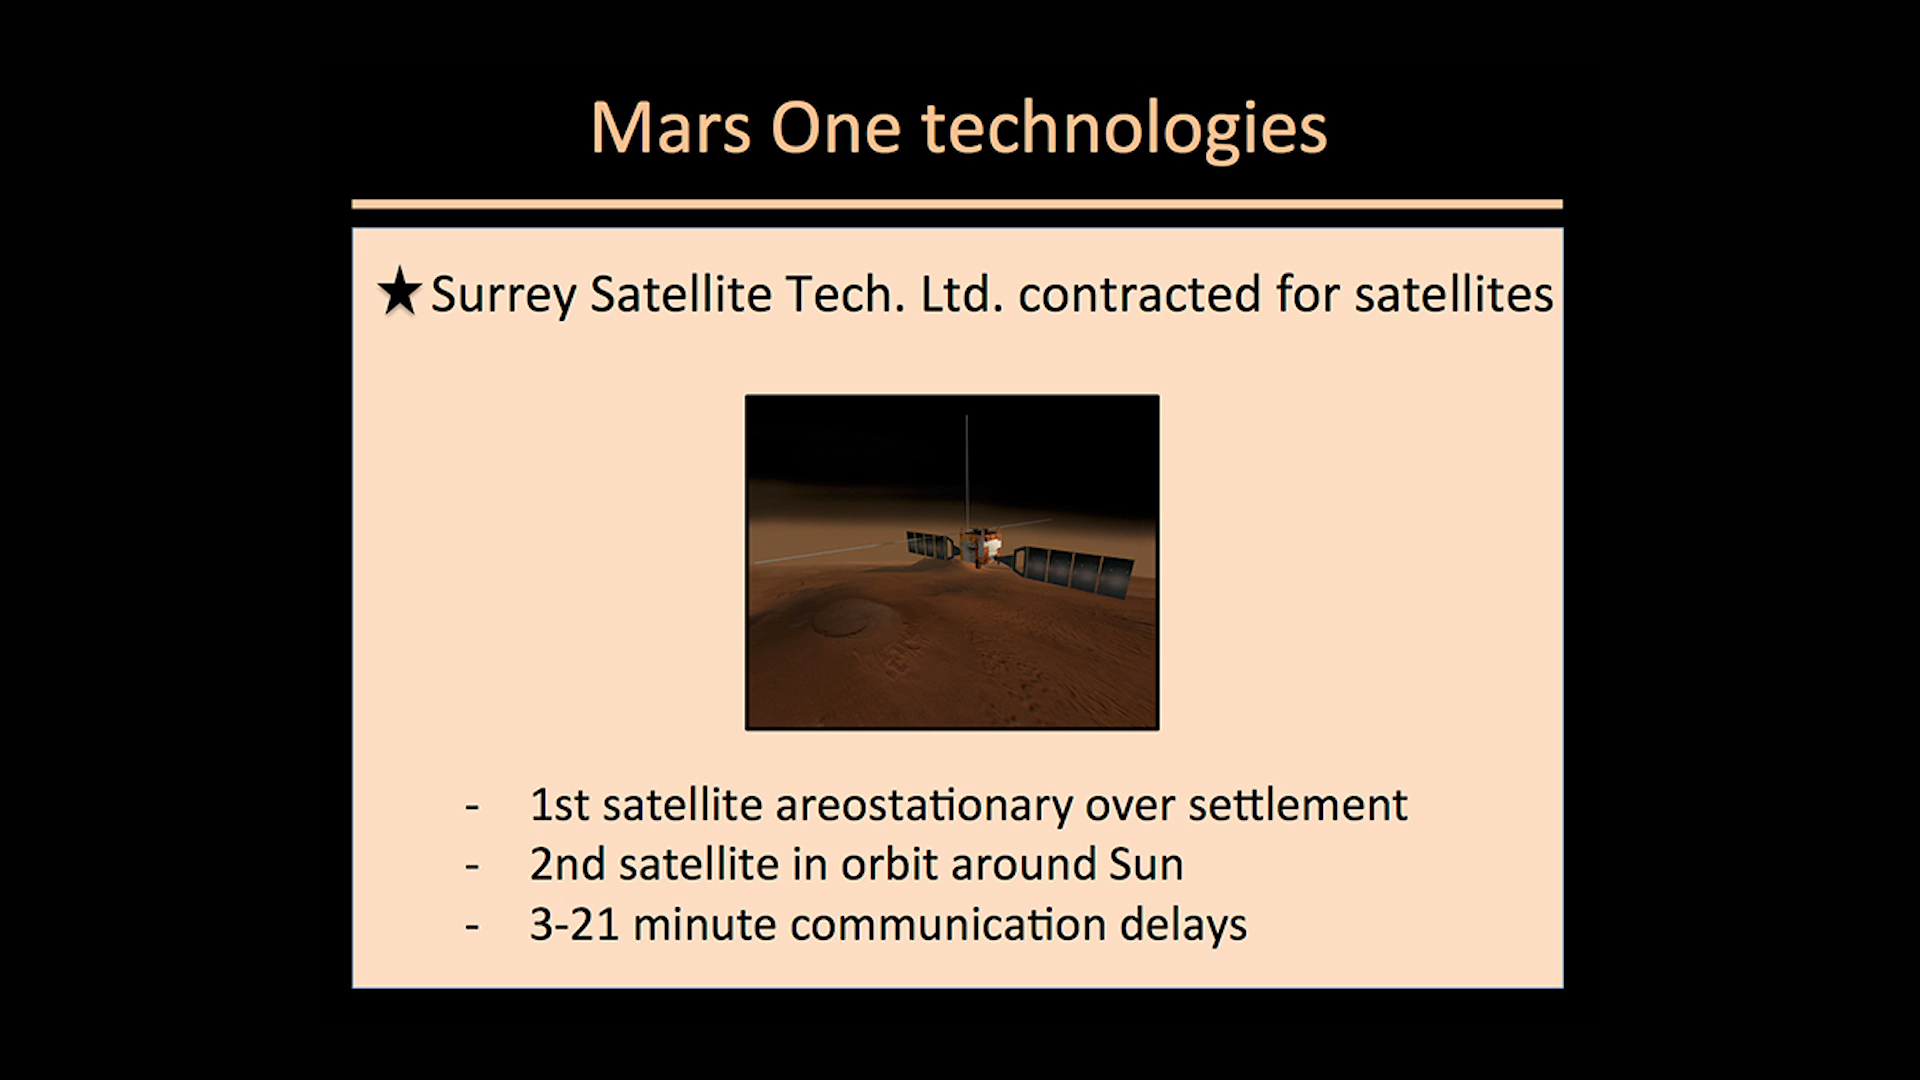 Mars One technologies
★ Surrey Satellite Tech. Ltd. contracted for satellites
- 1st satellite areostationary over settlement
- 2nd satellite in orbit around Sun
- 3-21 minute communication delays